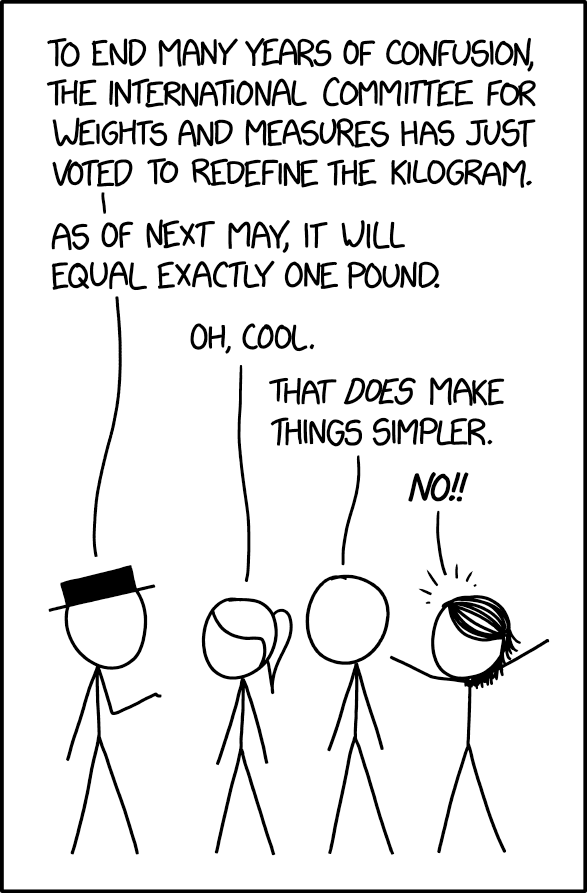 TO END MANY YEARS OF CONFUSION,
THE INTERNATIONAL COMMITTEE FOR
WEIGHTS AND MEASURES HAS JUST
VOTED TO REDEFINE THE KILOGRAM.
AS OF NEXT MAY, IT WILL
EQUAL EXACTLY ONE POUND.
OH, COOL.
THAT DOES MAKE
THINGS SIMPLER.
NO!!